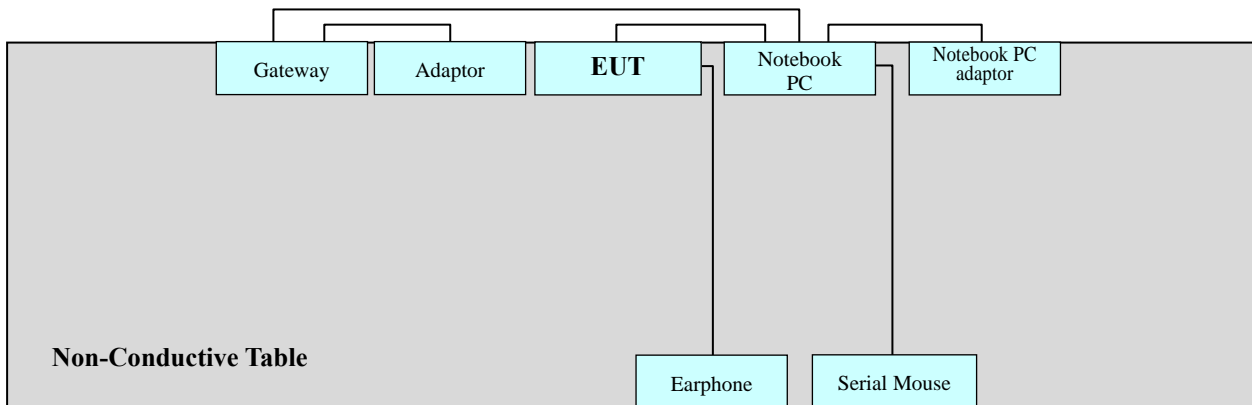 Gateway
Adaptor
EUT
Notebook
PC
Notebook PC
adaptor
Non-Conductive Table
Earphone
Serial Mouse